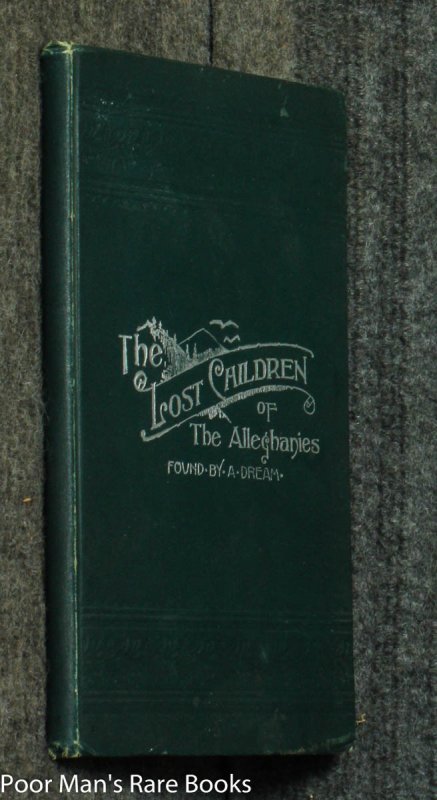 The
Lost Children
of
The Alleghanies
FOUND·BY·A·DREAM·
Poor Man's Rare Books